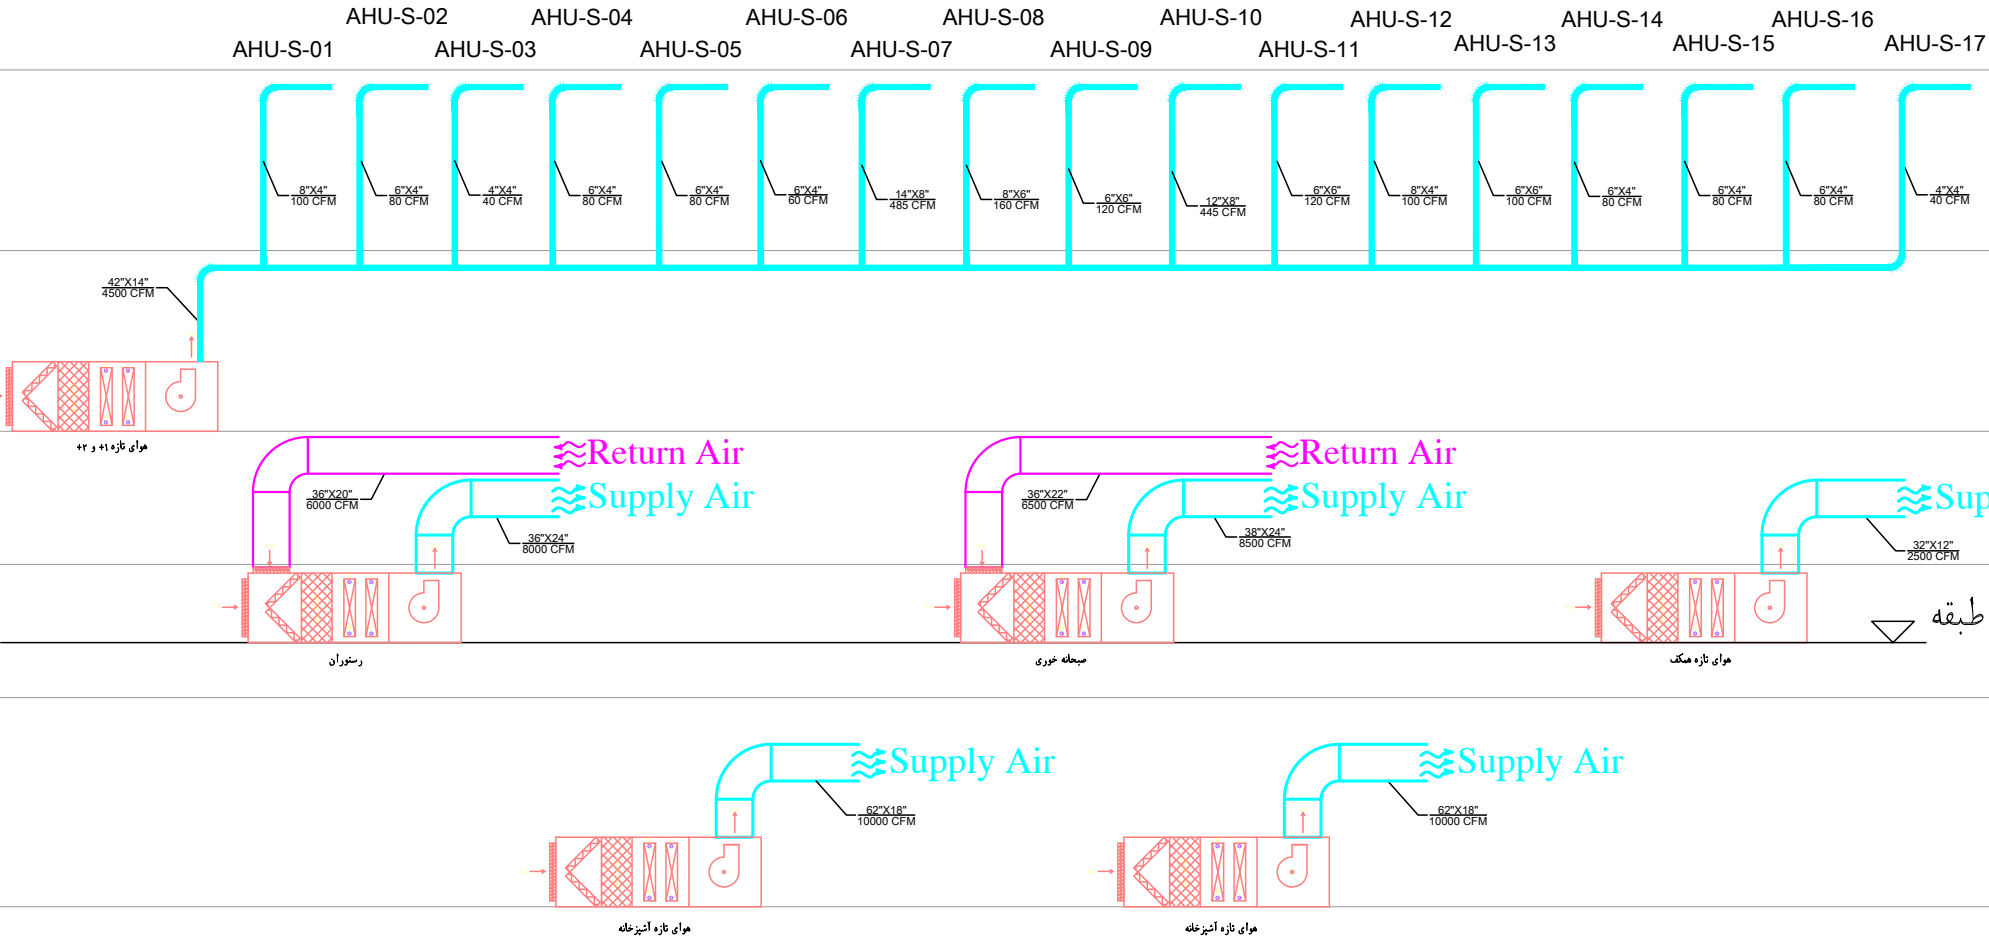 AHU-S-02 AHU-S-04 AHU-S-06 AHU-S-08 AHU-S-10 AHU-S-12 AHU-S-14 AHU-S-16
AHU-S-01 AHU-S-03 AHU-S-05 AHU-S-07 AHU-S-09 AHU-S-11 AHU-S-13 AHU-S-15 AHU-S-17
8"X4"
100 CFM
6"X4"
80 CFM
4"X4"
40 CFM
6"X4"
80 CFM
6"X4"
80 CFM
6"X4"
60 CFM
14"X8"
485 CFM
8"X6"
160 CFM
6"X6"
120 CFM
12"X8"
445 CFM
6"X6"
120 CFM
8"X4"
100 CFM
6"X6"
100 CFM
6"X4"
80 CFM
6"X4"
80 CFM
6"X4"
80 CFM
4"X4"
40 CFM
42"X14"
4500 CFM
هوای تازه ۱+ و ۲+
Return Air
36"X20"
6000 CFM
Supply Air
36"X24"
8000 CFM
رستوران
Return Air
36"X22"
6500 CFM
Supply Air
38"X24"
8500 CFM
صبحانه خوری
Sup
32"X12"
2500 CFM
هوای تازه همکف
طبقه
Supply Air
62"X18"
10000 CFM
هوای تازه آشپزخانه
Supply Air
62"X18"
10000 CFM
هوای تازه آشپزخانه